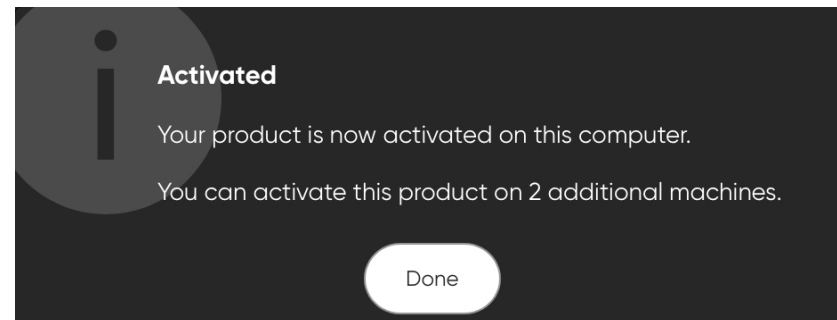 Activated
Your product is now activated on this computer.
You can activate this product on 2 additional machines.
Done